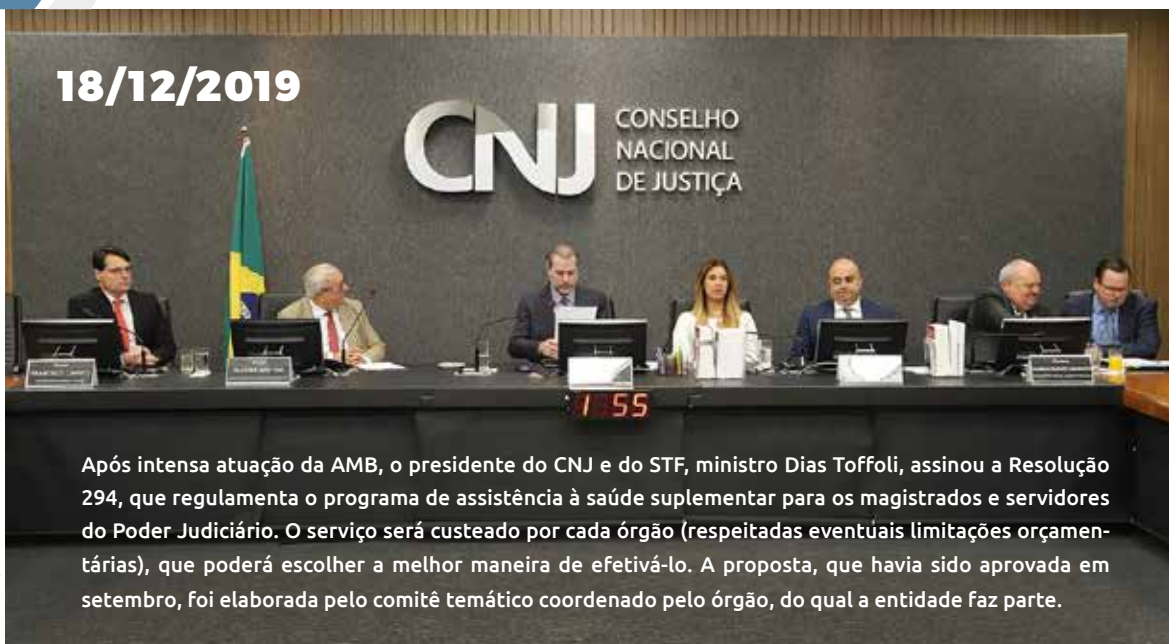 18/12/2019
CNJ
CONSELHO
NACIONAL
DE JUSTIÇA
1 55
Após intensa atuação da AMB, o presidente do CNJ e do STF, ministro Dias Toffoli, assinou a Resolução
294, que regulamenta o programa de assistência à saúde suplementar para os magistrados e servidores
do Poder Judiciário. O serviço será custeado por cada órgão (respeitadas eventuais limitações orçamen-
tárias), que poderá escolher a melhor maneira de efetivá-lo. A proposta, que havia sido aprovada em
setembro, foi elaborada pelo comitê temático coordenado pelo órgão, do qual a entidade faz parte.